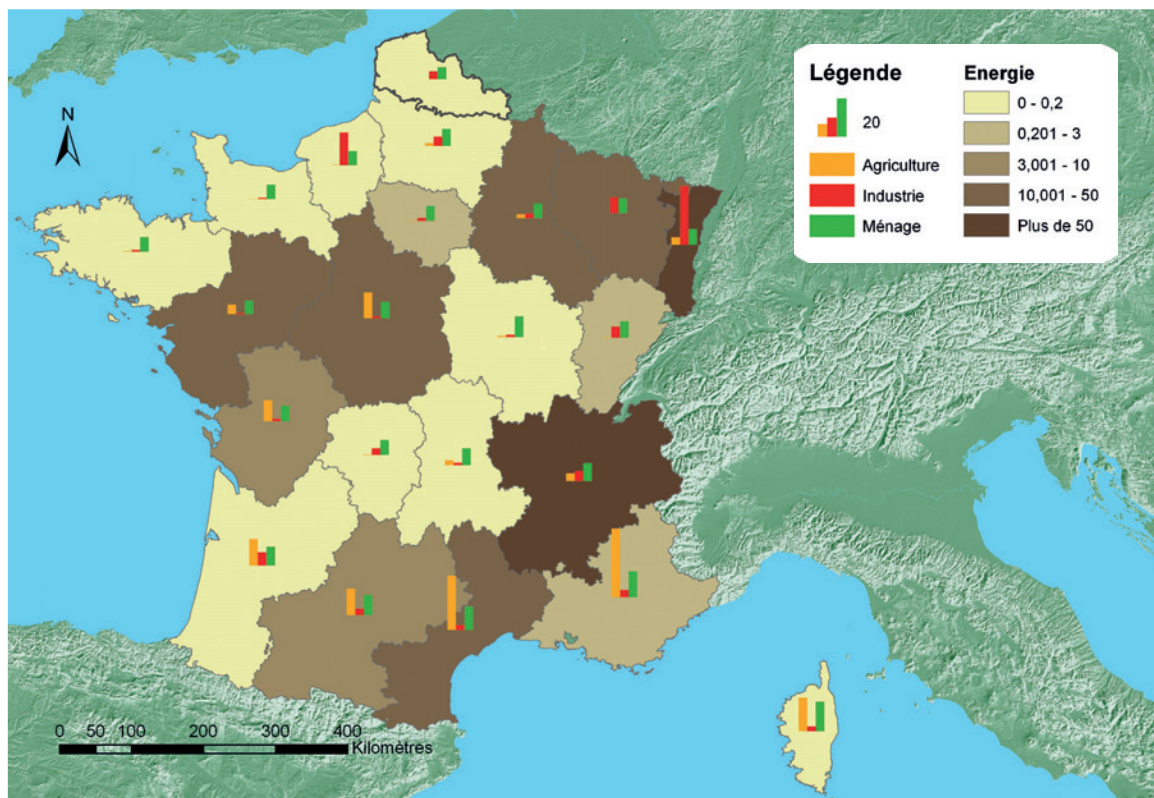 N
Légende
20
Agriculture
Industrie
Ménage
Energie
0 - 0,2
0,201 - 3
3,001 - 10
10,001 - 50
Plus de 50
0 50 100 200 300 400
Kilomètres